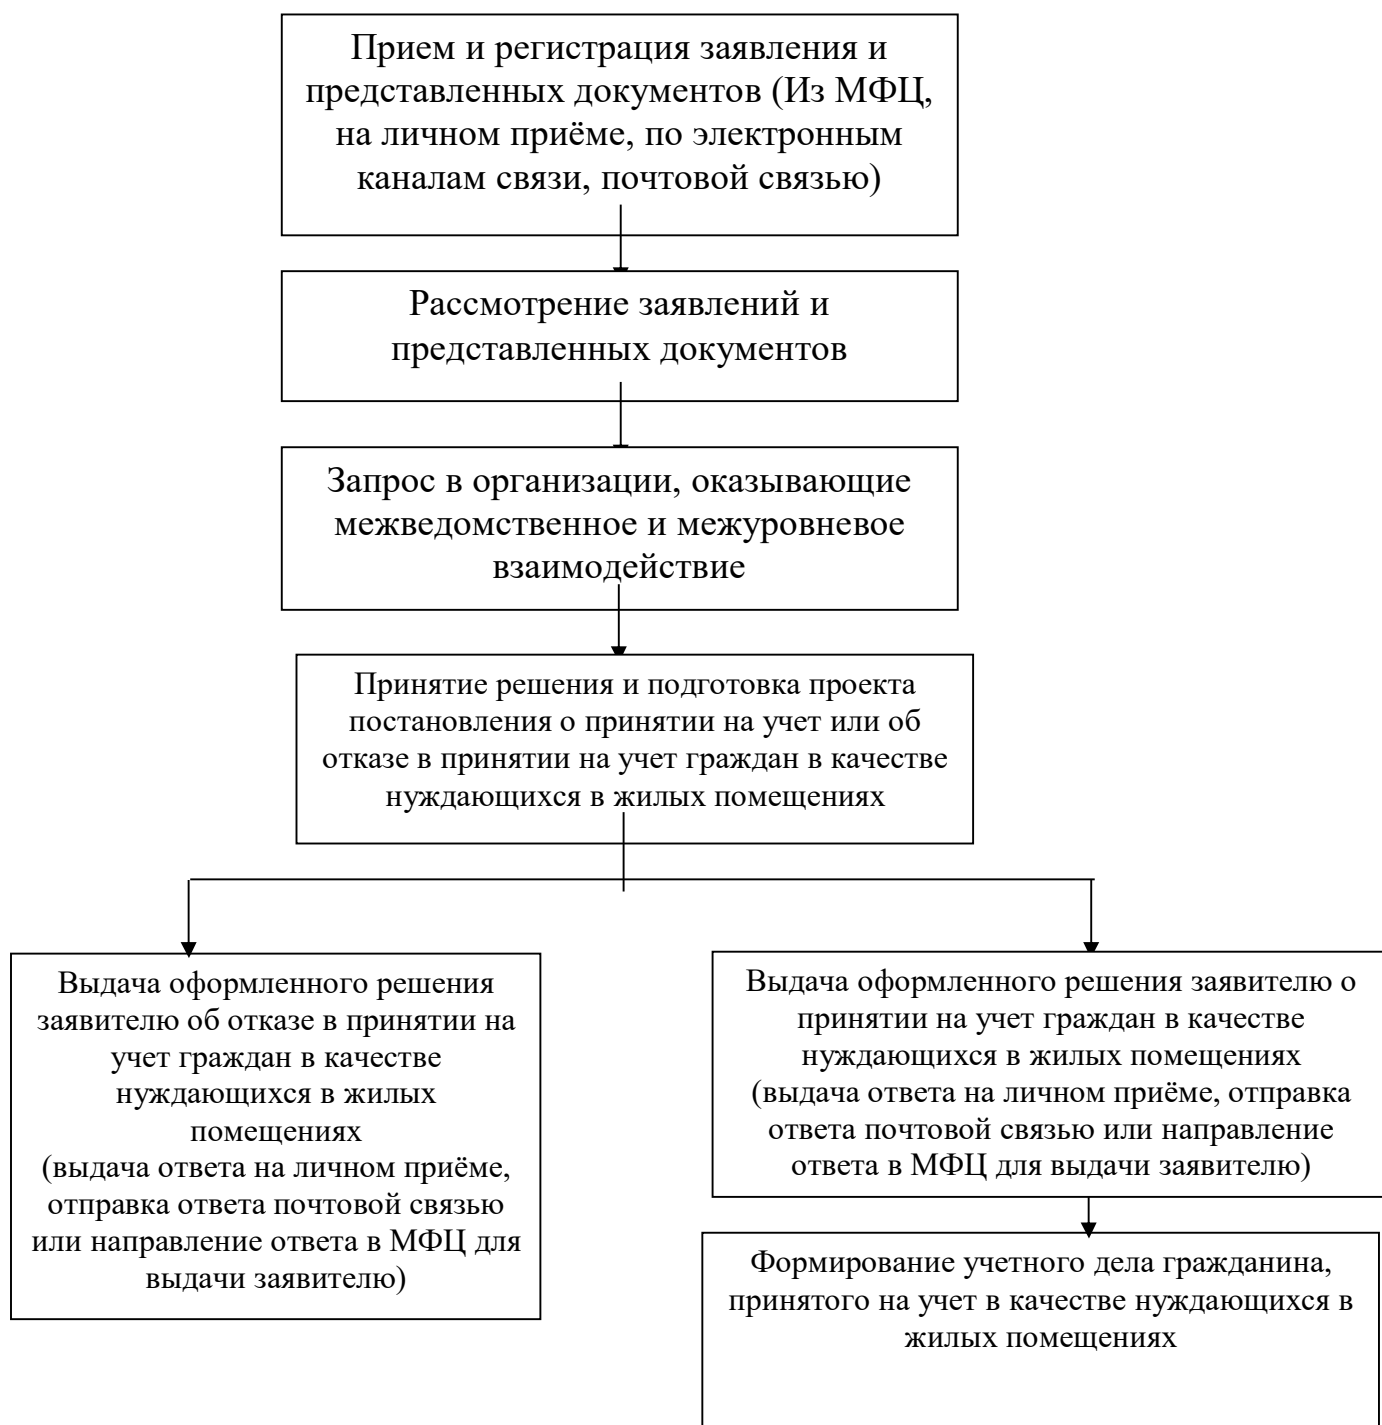 Прием и регистрация заявления и
представленных документов (Из МФЦ,
на личном приёме, по электронным
каналам связи, почтовой связью)
Рассмотрение заявлений и
представленных документов
Запрос в организации, оказывающие
межведомственное и межуровневое
взаимодействие
Принятие решения и подготовка проекта
постановления о принятии на учет или об
отказе в принятии на учет граждан в качестве
нуждающихся в жилых помещениях
Выдача оформленного решения
заявителю об отказе в принятии на
учет граждан в качестве
нуждающихся в жилых
помещениях
(выдача ответа на личном приёме,
отправка ответа почтовой связью
или направление ответа в МФЦ для
выдачи заявителю)
Выдача оформленного решения заявителю о
принятии на учет граждан в качестве
нуждающихся в жилых помещениях
(выдача ответа на личном приёме, отправка
ответа почтовой связью или направление
ответа в МФЦ для выдачи заявителю)
Формирование учетного дела гражданина,
принятого на учет в качестве нуждающихся в
жилых помещениях